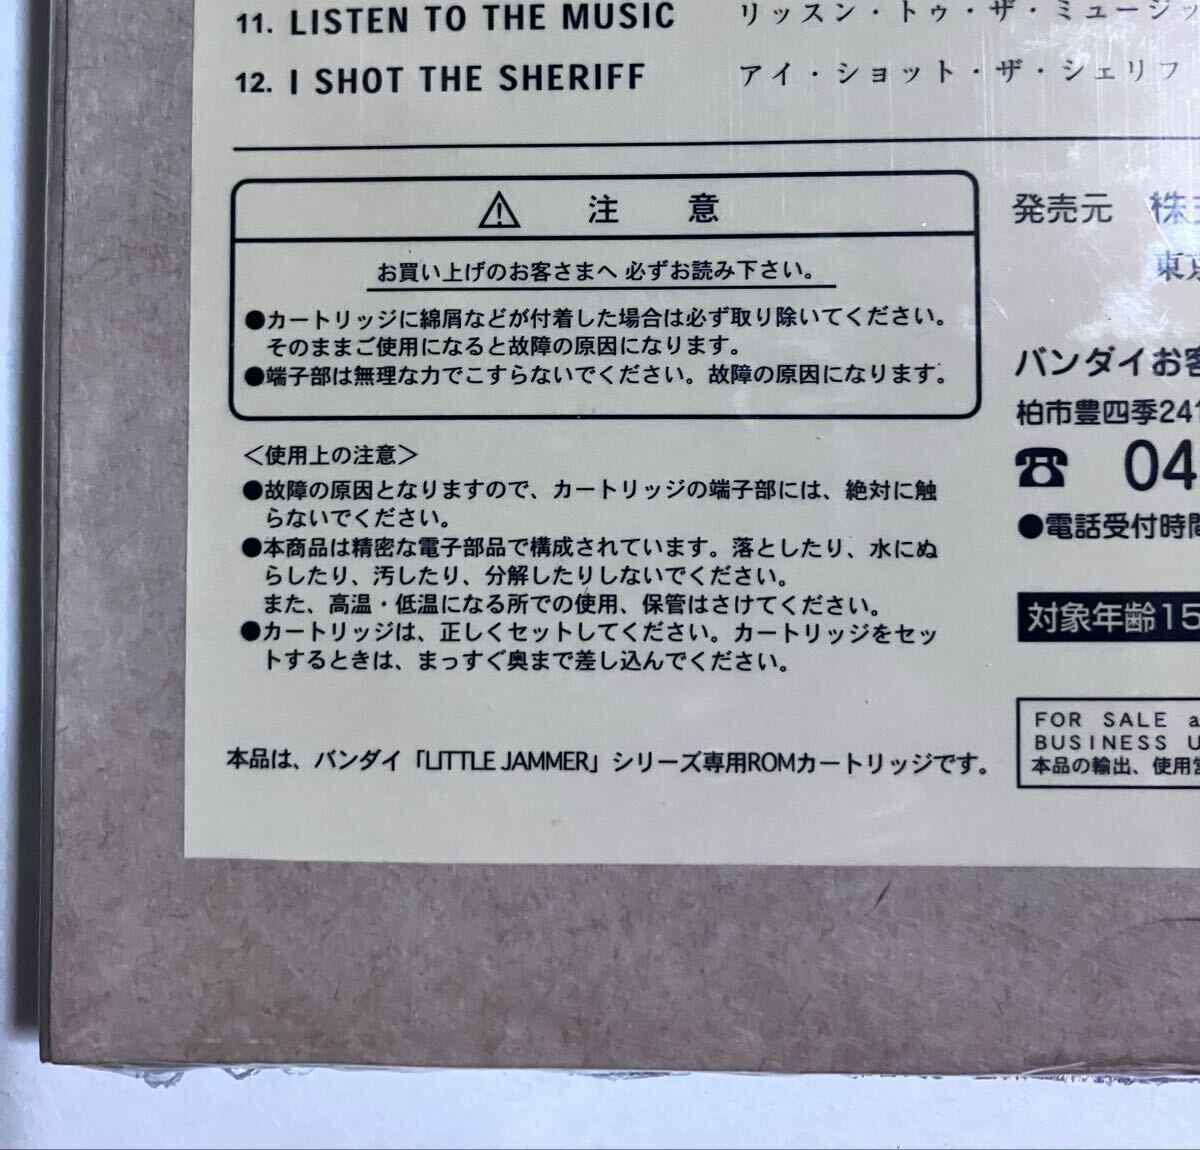 11. LISTEN TO THE MUSIC リッスン・トゥ・ザ・ミュージッ
12. I SHOT THE SHERIFF アイ・ショット・ザ・シェリフ
⚠ 注 意
お買い上げのお客さまへ 必ずお読み下さい。
●カートリッジに綿屑などが付着した場合は必ず取り除いてください。
そのままご使用になると故障の原因になります。
●端子部は無理な力でこすらないでください。故障の原因になります。
＜使用上の注意＞
●故障の原因となりますので、カートリッジの端子部には、絶対に触
らないでください。
●本商品は精密な電子部品で構成されています。落としたり、水にぬ
らしたり、汚したり、分解したりしないでください。
また、高温・低温になる所での使用、保管はさけてください。
●カートリッジは、正しくセットしてください。カートリッジをセッ
トするときは、まっすぐ奥まで差し込んでください。
本品は、バンダイ「LITTLE JAMMER」シリーズ専用ROMカートリッジです。
発売元 株
東京
バンダイお客
柏市豊四季241
☎ 04
●電話受付時間
対象年齢15
FOR SALE a
BUSINESS U
本品の輸出、使用営